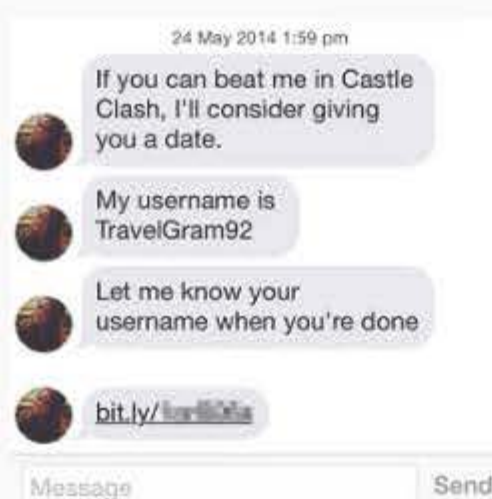 24 May 2014 1:59 pm
If you can beat me in Castle
Clash, I'll consider giving
you a date.
My username is
TravelGram92
Let me know your
username when you're done
bit.ly/
Message
Send